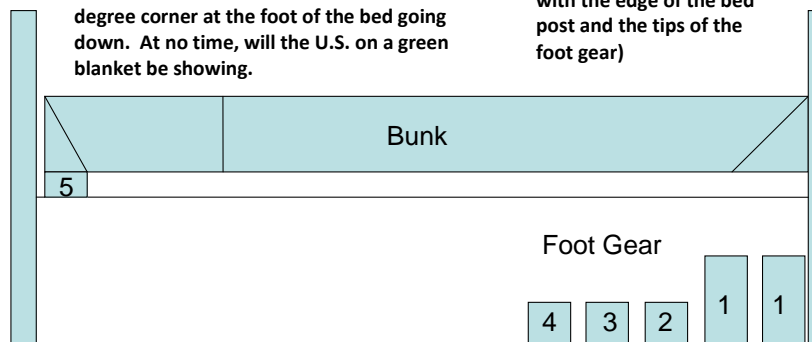 degree corner at the foot of the bed going
down. At no time, will the U.S. on a green
blanket be showing.
with the edge of the bed
post and the tips of the
foot gear)
Bunk
5
Foot Gear
4 3 2 1 1